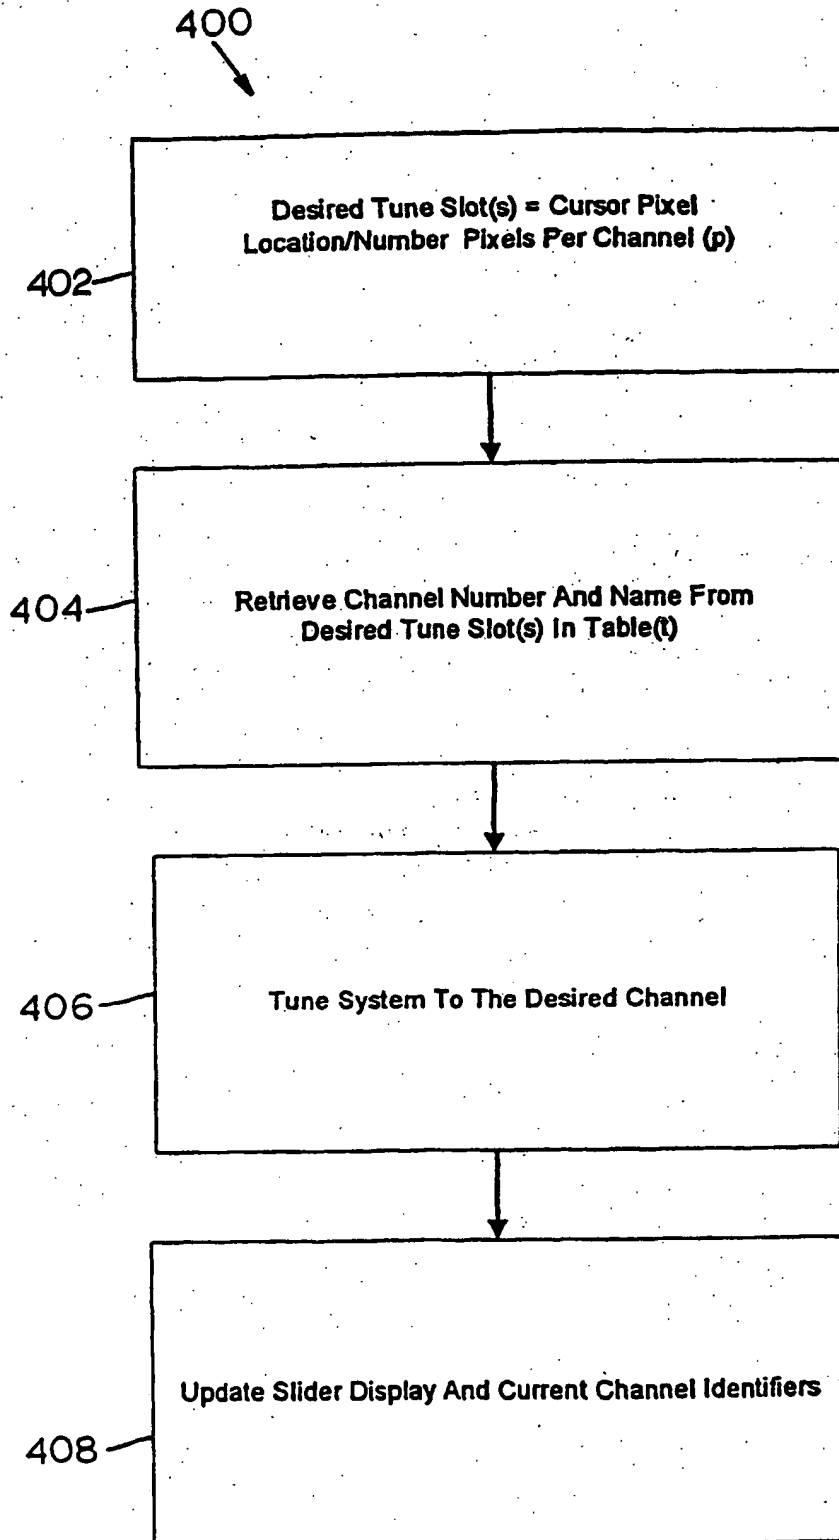 400
Desired Tune Slot(s) = Cursor Pixel
Location/Number Pixels Per Channel (p)
402
404
Retrieve Channel Number And Name From
Desired Tune Slot(s) In Table(t)
406
Tune System To The Desired Channel
Update Slider Display And Current Channel Identifiers
408